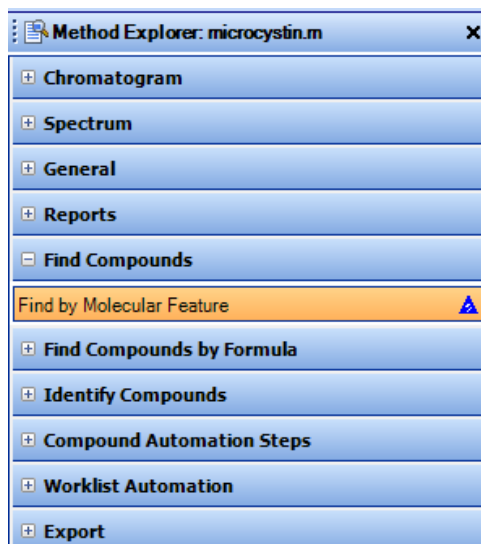 Method Explorer: microcystin.m
Chromatogram
Spectrum
General
Reports
Find Compounds
Find by Molecular Feature
Find Compounds by Formula
Identify Compounds
Compound Automation Steps
Worklist Automation
Export